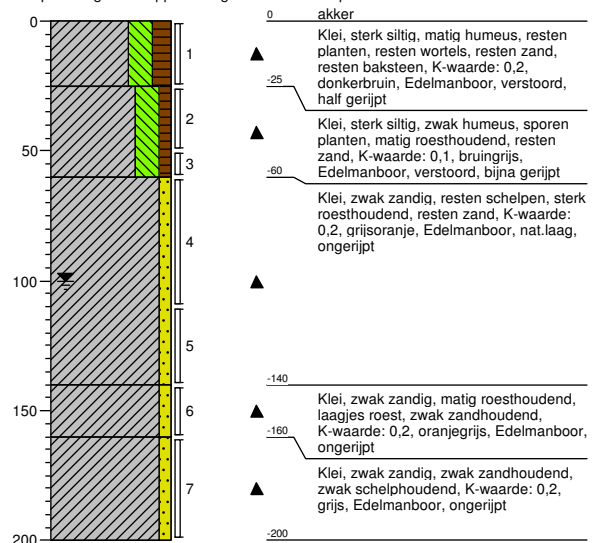 0
50
100
150
200
1
2
3
4
5
6
7
0
akker
Klei, sterk siltig, matig humeus, resten
planten, resten wortels, resten zand,
resten baksteen, K-waarde: 0,2,
donkerbruin, Edelmanboor, verstoord,
half gerijpt
-25
Klei, sterk siltig, zwak humeus, sporen
planten, matig roesthoudend, resten
zand, K-waarde: 0,1, bruingrijs,
Edelmanboor, verstoord, bijna gerijpt
-60
Klei, zwak zandig, resten schelpen, sterk
roesthoudend, resten zand, K-waarde:
0,2, grijsoranje, Edelmanboor, nat.laag,
ongerijpt
-140
Klei, zwak zandig, matig roesthoudend,
laagjes roest, zwak zandhoudend,
K-waarde: 0,2, oranjegrijs, Edelmanboor,
ongerijpt
-160
Klei, zwak zandig, zwak zandhoudend,
zwak schelphoudend, K-waarde: 0,2,
grijs, Edelmanboor, ongerijpt
-200